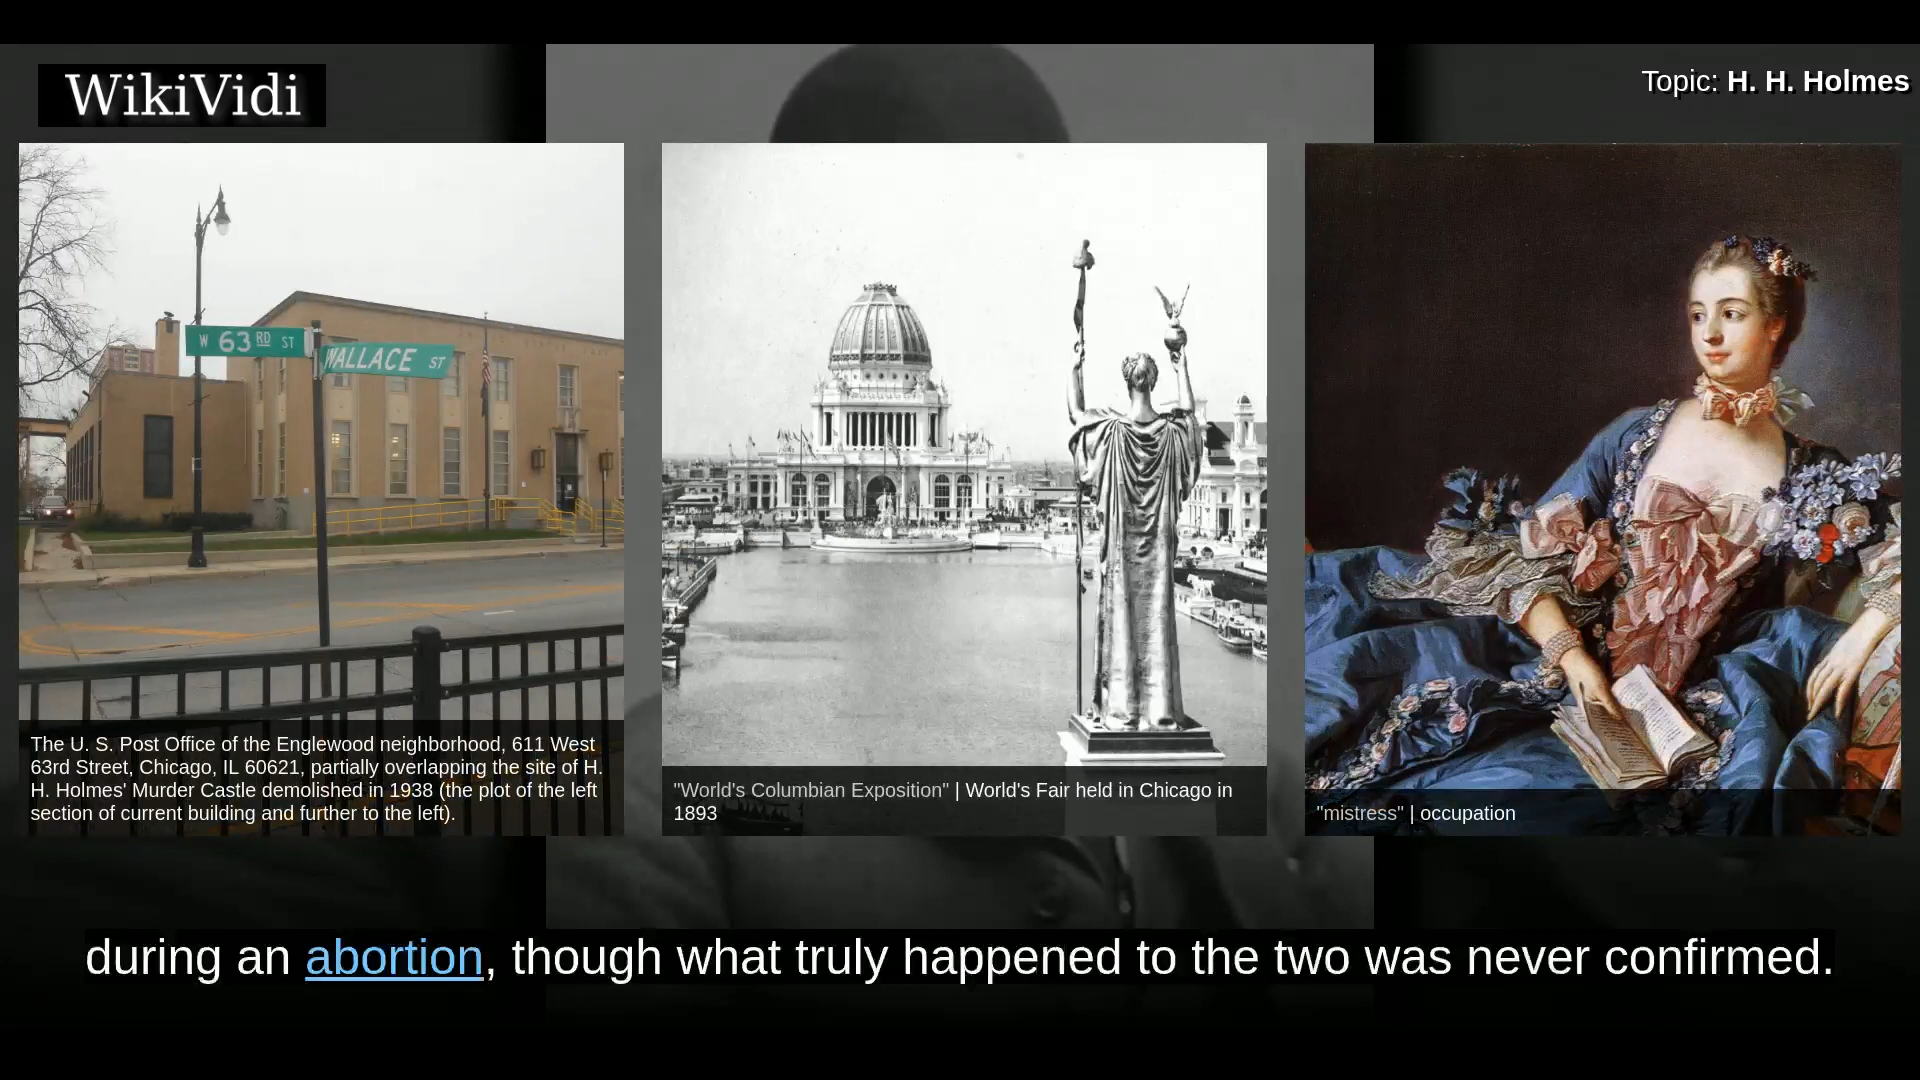 WikiVidi
Topic: H. H. Holmes
W 63RD ST
WALLACE ST
The U. S. Post Office of the Englewood neighborhood, 611 West
63rd Street, Chicago, IL 60621, partially overlapping the site of H.
H. Holmes' Murder Castle demolished in 1938 (the plot of the left
section of current building and further to the left).
"World's Columbian Exposition" | World's Fair held in Chicago in
1893
"mistress" | occupation
during an abortion, though what truly happened to the two was never confirmed.